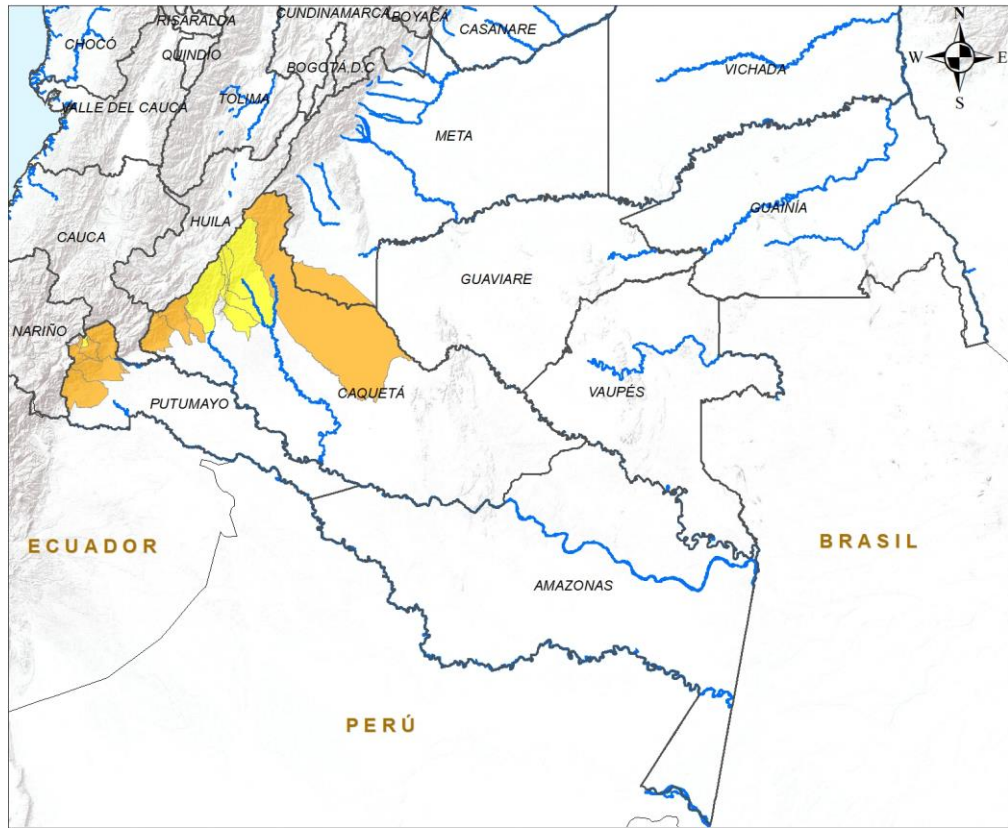 CUNDINAMARCA
BOYACÁ
RISARALDA
CASANARE
N
CHOCÓ
QUINDÍO
BOGOTÁ D.C
W
E
VICHADA
S
TOLIMA
VALLE DEL CAUCA
META
GUAINÍA
HUILA
CAUCA
GUAVIARE
NARIÑO
CAQUETÁ
VAUPÉS
PUTUMAYO
ECUADOR
BRASIL
AMAZONAS
PERÚ